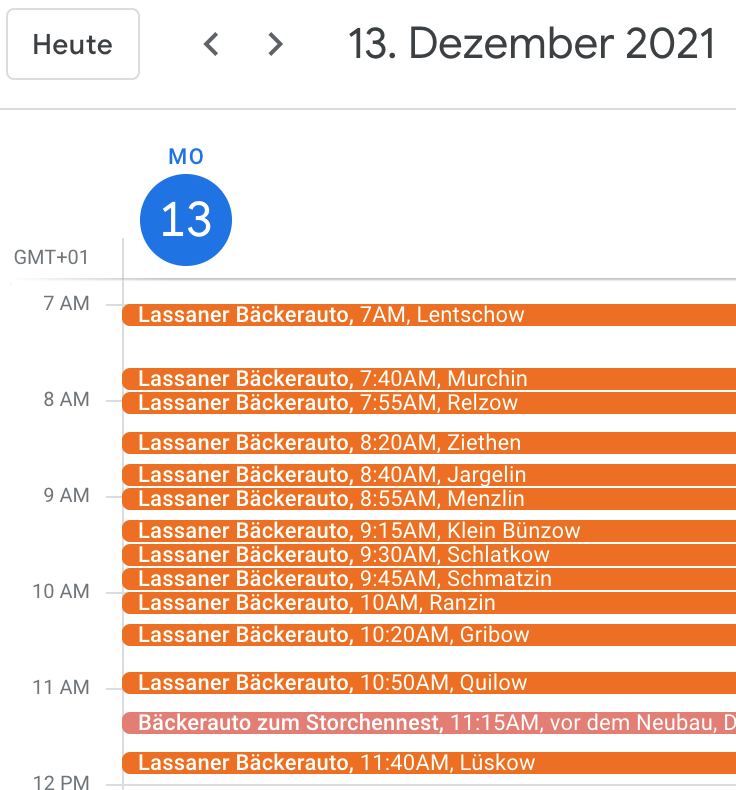 Heute
13. Dezember 2021
MO
13
GMT+01
7 AM
Lassaner Bäckerauto, 7AM, Lentschow
Lassaner Bäckerauto, 7:40AM, Murchin
8 AM
Lassaner Bäckerauto, 7:55AM, Relzow
Lassaner Bäckerauto, 8:20AM, Ziethen
Lassaner Bäckerauto, 8:40AM, Jargelin
9 AM
Lassaner Bäckerauto, 8:55AM, Menzlin
Lassaner Bäckerauto, 9:15AM, Klein Bünzow
Lassaner Bäckerauto, 9:30AM, Schlatkow
Lassaner Bäckerauto, 9:45AM, Schmatzin
10 AM
Lassaner Bäckerauto, 10AM, Ranzin
Lassaner Bäckerauto, 10:20AM, Gribow
11 AM
Lassaner Bäckerauto, 10:50AM, Quilow
Bäckerauto zum Storchennest, 11:15AM, vor dem Neubau, D
Lassaner Bäckerauto, 11:40AM, Lüskow
12 PM